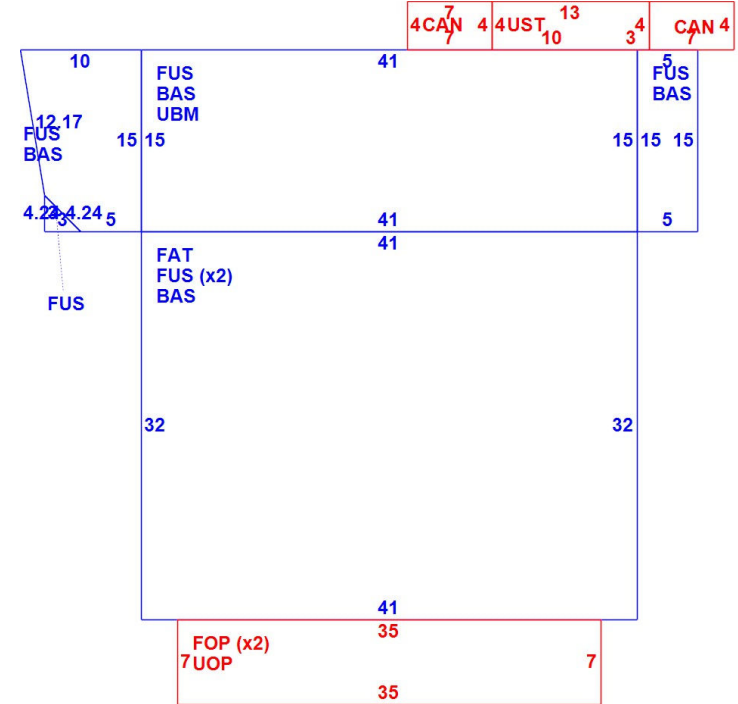 7 13
4 CAN 4 4 UST 4 CAN 4
7 10 3 7
10 41 5
FUS
BAS
UBM
FUS
BAS
12.17
FUS
BAS
15 15 15 15 15
4.24 4.24
3 5 41 5
41
FAT
FUS (x2)
BAS
FUS
32 32
41
35
FOP (x2)
UOP
7 7
35